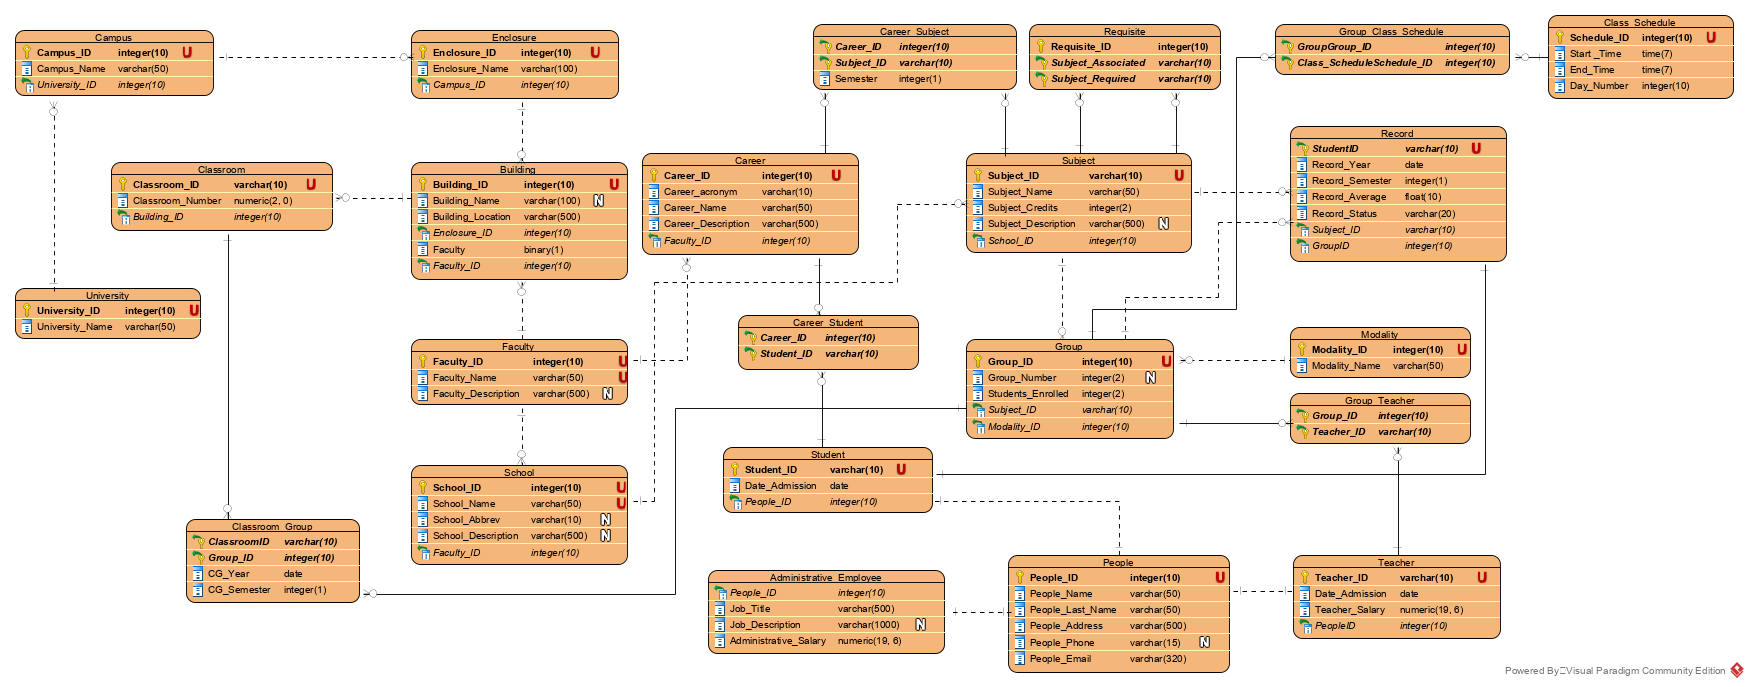 Campus
Campus_ID integer(10) U
Campus_Name varchar(50)
University_ID integer(10)
Enclosure
Enclosure_ID integer(10) U
Enclosure_Name varchar(100)
Campus_ID integer(10)
Career_Subject
Career_ID integer(10)
Subject_ID varchar(10)
Semester integer(1)
Requisite
Requisite_ID integer(10)
Subject_Associated varchar(10)
Subject_Required varchar(10)
Group_Class_Schedule
GroupGroup_ID integer(10)
Class_ScheduleSchedule_ID integer(10)
Class_Schedule
Schedule_ID integer(10) U
Start_Time time(7)
End_Time time(7)
Day_Number integer(10)
Classroom
Classroom_ID varchar(10) U
Classroom_Number numeric(2, 0)
Building_ID integer(10)
Building
Building_ID integer(10) U
Building_Name varchar(100) N
Building_Location varchar(500)
Enclosure_ID integer(10)
Faculty binary(1)
Faculty_ID integer(10)
Career
Career_ID integer(10) U
Career_acronym varchar(10)
Career_Name varchar(50)
Career_Description varchar(500)
Faculty_ID integer(10)
Subject
Subject_ID varchar(10) U
Subject_Name varchar(50)
Subject_Credits integer(2)
Subject_Description varchar(500) N
School_ID integer(10)
Record
StudentID varchar(10) U
Record_Year date
Record_Semester integer(1)
Record_Average float(10)
Record_Status varchar(20)
Subject_ID varchar(10)
GroupID integer(10)
University
University_ID integer(10) U
University_Name varchar(50)
Faculty
Faculty_ID integer(10) U
Faculty_Name varchar(50) U
Faculty_Description varchar(500) N
Career_Student
Career_ID integer(10)
Student_ID varchar(10)
Group
Group_ID integer(10) U
Group_Number integer(2) N
Students_Enrolled integer(2)
Subject_ID varchar(10)
Modality_ID integer(10)
Modality
Modality_ID integer(10) U
Modality_Name varchar(50)
Group_Teacher
Group_ID integer(10)
Teacher_ID varchar(10)
School
School_ID integer(10) U
School_Name varchar(50) U
School_Abbrev varchar(10) N
School_Description varchar(500) N
Faculty_ID integer(10)
Student
Student_ID varchar(10) U
Date_Admission date
People_ID integer(10)
Classroom_Group
ClassroomID varchar(10)
Group_ID integer(10)
CG_Year date
CG_Semester integer(1)
Administrative_Employee
People_ID integer(10)
Job_Title varchar(500)
Job_Description varchar(1000) N
Administrative_Salary numeric(19, 6)
People
People_ID integer(10) U
People_Name varchar(50)
People_Last_Name varchar(50)
People_Address varchar(500)
People_Phone varchar(15) N
People_Email varchar(320)
Teacher
Teacher_ID varchar(10) U
Date_Admission date
Teacher_Salary numeric(19, 6)
PeopleID integer(10)
Powered By Visual Paradigm Community Edition